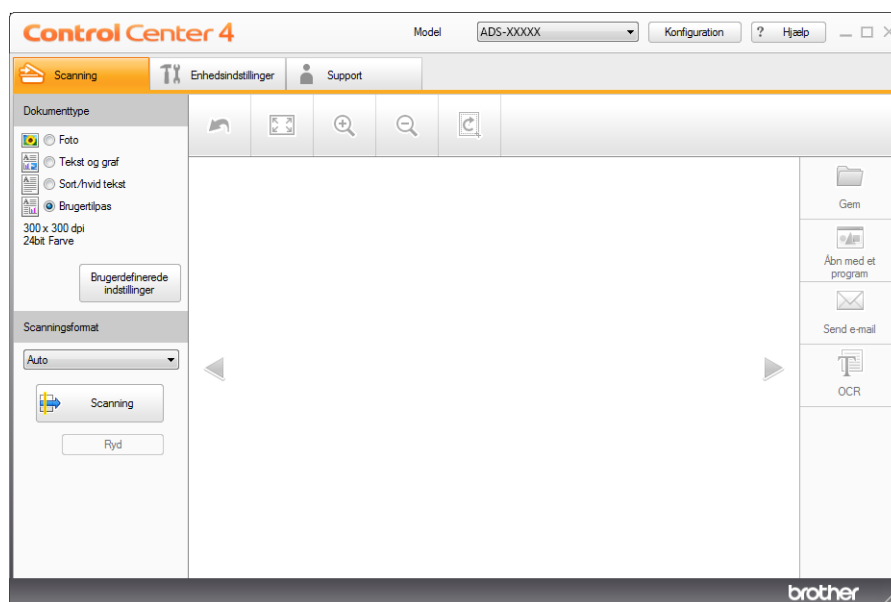 Control Center 4
Model
ADS-XXXXX
Konfiguration
? Hjælp
Scanning
Enhedsindstillinger
Support
Dokumenttype
Foto
Tekst og graf
Sort/hvid tekst
Brugertilpas
300 x 300 dpi
24bit Farve
Brugerdefinerede
indstillinger
Scanningsformat
Auto
Scanning
Ryd
Gem
Åbn med et
program
Send e-mail
OCR
brother